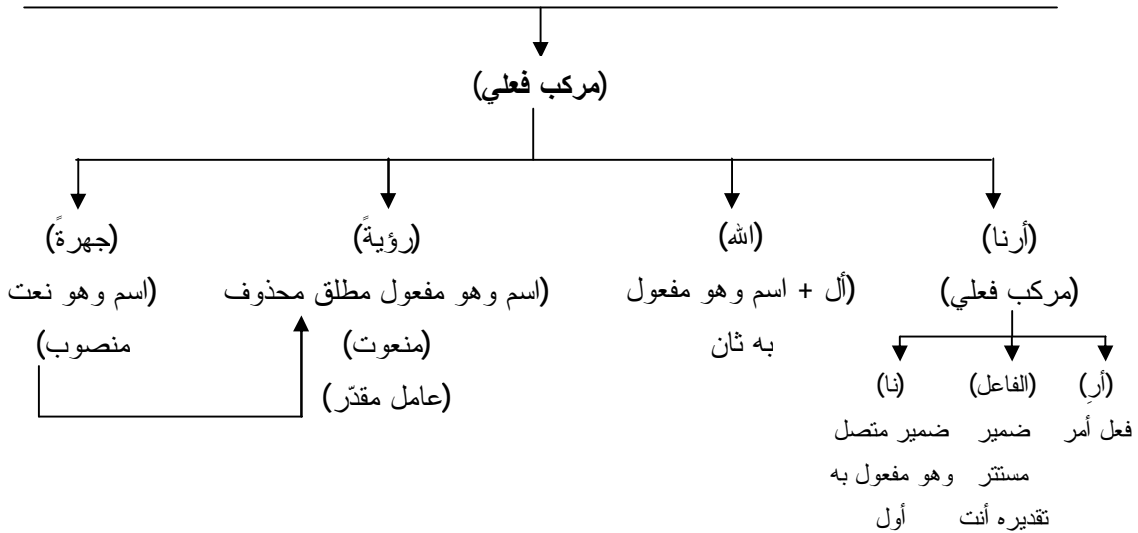 (مركب فعلي)
(أرنا) (الله) (رؤيةً) (جهرةً)
(مركب فعلي) (أل + اسم وهو مفعول (اسم وهو مفعول مطلق محذوف (اسم وهو نعت
به ثان (منعوت) منصوب)
(أرِ) (الفاعل) (نا) (عامل مقدّر)
فعل أمر ضمير ضمير متصل
مستتر وهو مفعول به
تقديره أنت أول